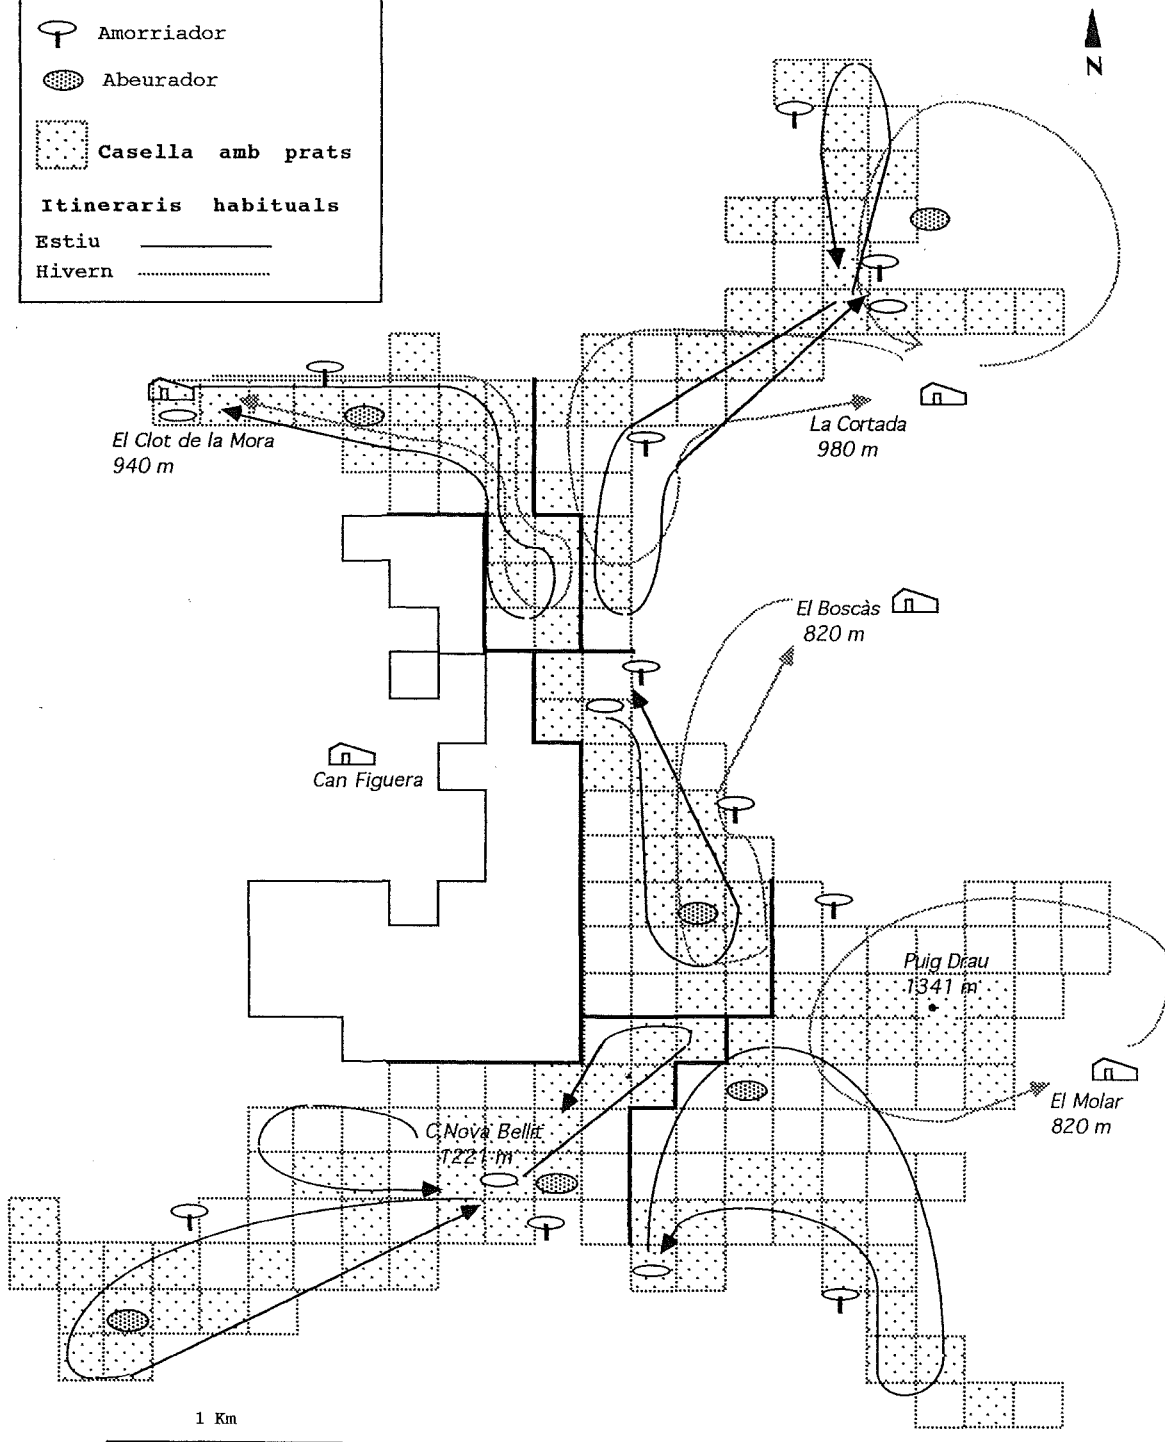 Amorriador
Abeurador
Casella amb prats
Itineraris habituals
Estiu
Hivern
N
El Clot de la Mora
940 m
La Cortada
980 m
El Boscàs
820 m
Can Figuera
Puig Drau
1341 m
El Molar
820 m
C.Nova Bellit
1221 m
1 Km